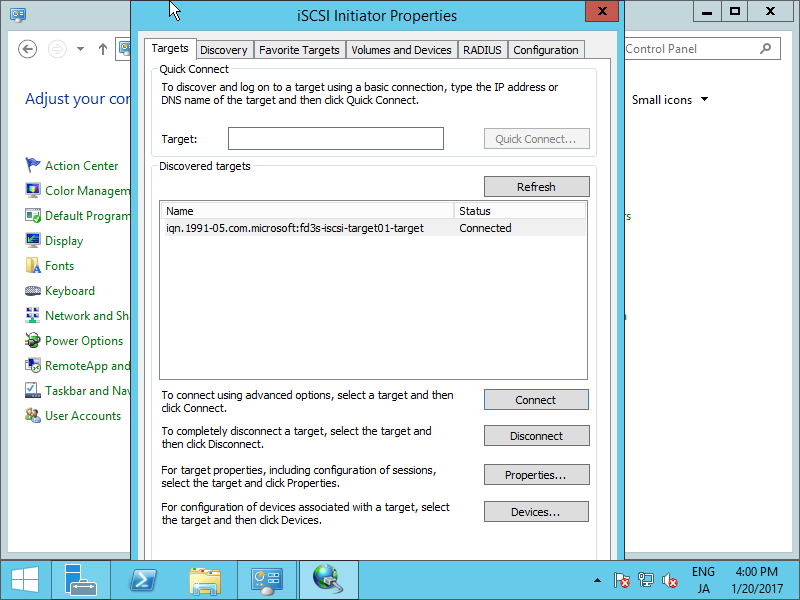 iSCSI Initiator Properties
Control Panel
Adjust your cor
Small icons
Action Center
Color Managem
Default Program
Display
Fonts
Keyboard
Network and Sh
Power Options
RemoteApp and
Taskbar and Nav
User Accounts
Targets
Discovery
Favorite Targets
Volumes and Devices
RADIUS
Configuration
Quick Connect
To discover and log on to a target using a basic connection, type the IP address or
DNS name of the target and then click Quick Connect.
Target:
Quick Connect...
Discovered targets
Refresh
Name Status
iqn.1991-05.com.microsoft:fd3s-iscsi-target01-target Connected
To connect using advanced options, select a target and then
click Connect.
Connect
To completely disconnect a target, select the target and
then click Disconnect.
Disconnect
For target properties, including configuration of sessions,
select the target and click Properties.
Properties...
For configuration of devices associated with a target, select
the target and then click Devices.
Devices...
rs
ENG
JA
4:00 PM
1/20/2017